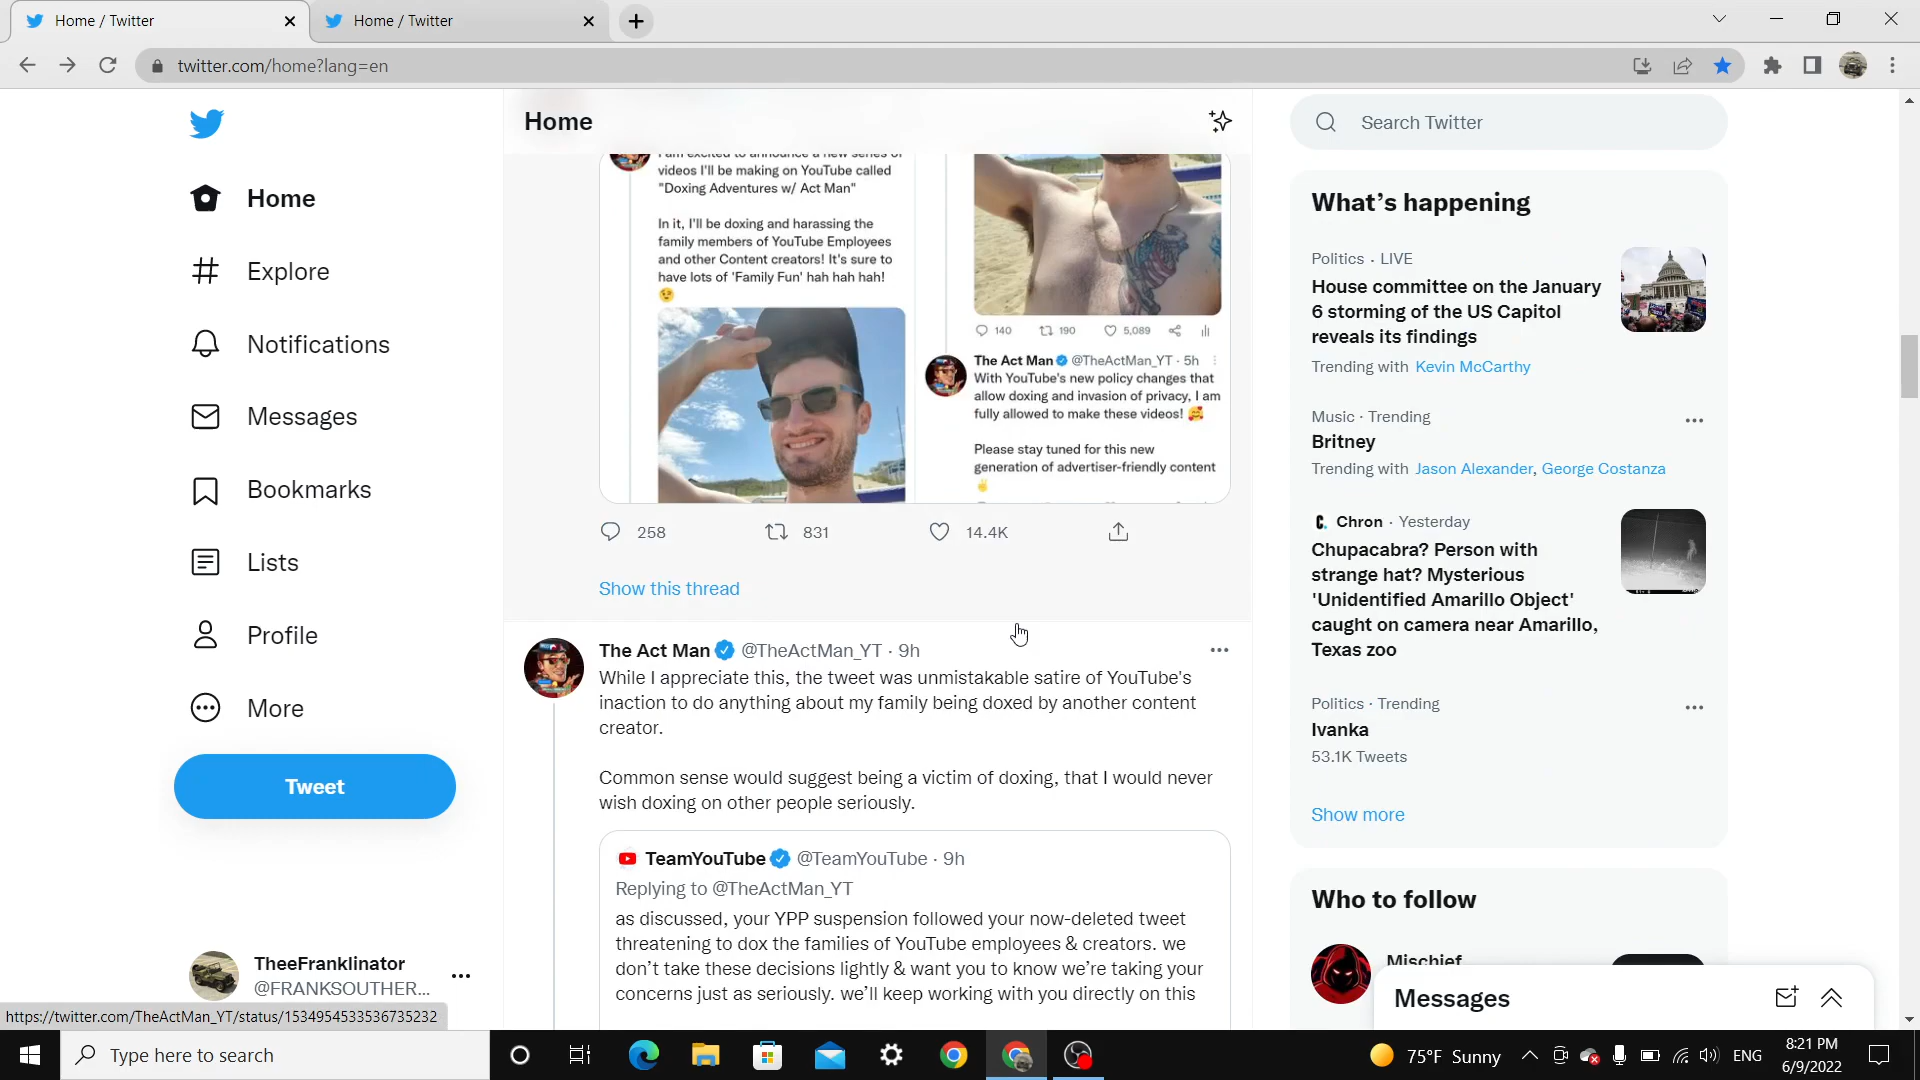 Home / Twitter
Home / Twitter
twitter.com/home?lang=en
Home
Explore
Notifications
Messages
Bookmarks
Lists
Profile
More
Tweet
TheeFranklinator
@FRANKSOUTHER...
https://twitter.com/TheActMan_YT/status/1534954533536735232
Home
I am excited to announce a new series of
videos I'll be making on YouTube called
"Doxing Adventures w/ Act Man"
In it, I'll be doxing and harassing the
family members of YouTube Employees
and other Content creators! It's sure to
have lots of 'Family Fun' hah hah hah!
140 190 5,089
The Act Man @TheActMan_YT · 5h
With YouTube's new policy changes that
allow doxing and invasion of privacy, I am
fully allowed to make these videos! 🥰
Please stay tuned for this new
generation of advertiser-friendly content
258 831 14.4K
Show this thread
The Act Man @TheActMan_YT · 9h
While I appreciate this, the tweet was unmistakable satire of YouTube's
inaction to do anything about my family being doxed by another content
creator.
Common sense would suggest being a victim of doxing, that I would never
wish doxing on other people seriously.
TeamYouTube @TeamYouTube · 9h
Replying to @TheActMan_YT
as discussed, your YPP suspension followed your now-deleted tweet
threatening to dox the families of YouTube employees & creators. we
don't take these decisions lightly & want you to know we're taking your
concerns just as seriously. we'll keep working with you directly on this
Search Twitter
What's happening
Politics · LIVE
House committee on the January
6 storming of the US Capitol
reveals its findings
Trending with Kevin McCarthy
Music · Trending
Britney
Trending with Jason Alexander, George Costanza
Chron · Yesterday
Chupacabra? Person with
strange hat? Mysterious
'Unidentified Amarillo Object'
caught on camera near Amarillo,
Texas zoo
Politics · Trending
Ivanka
53.1K Tweets
Show more
Who to follow
Mischief
Messages
Type here to search
75°F Sunny
ENG
8:21 PM
6/9/2022